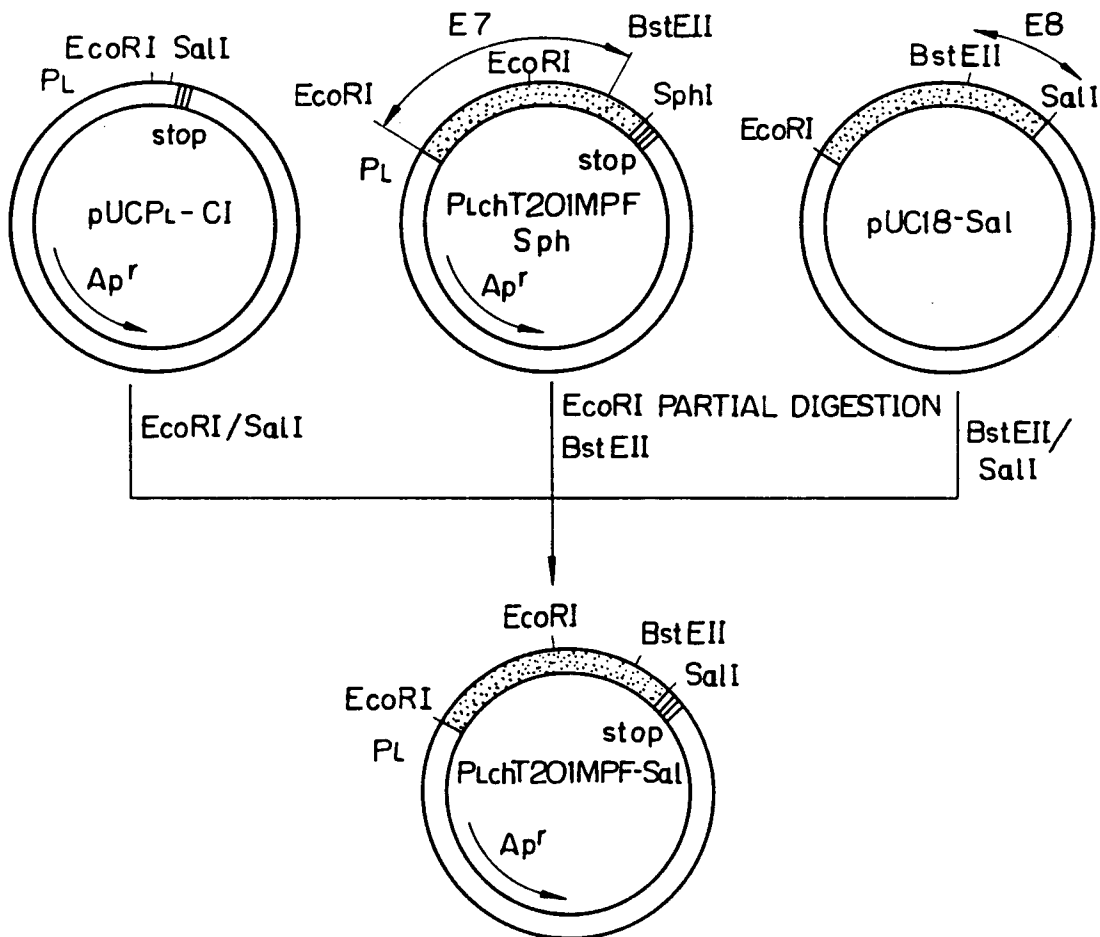 EcoRI SalI
PL
stop
pUCPL-CI
Apr
E7
BstEII
EcoRI
EcoRI
SphI
PL
stop
PLchT201MPF
Sph
Apr
E8
BstEII
SalI
EcoRI
pUC18-Sal
EcoRI/SalI
EcoRI PARTIAL DIGESTION
BstEII
BstEII/
SalI
EcoRI
BstEII
SalI
EcoRI
PL
stop
PLchT201MPF-Sal
Apr